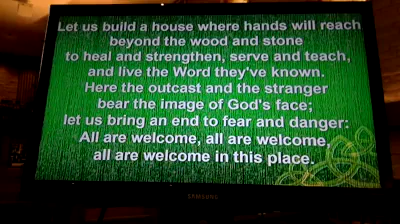 Let us build a house where hands will reach
beyond the wood and stone
to heal and strengthen, serve and teach,
and live the Word they've known.
Here the outcast and the stranger
bear the image of God's face;
let us bring an end to fear and danger:
All are welcome, all are welcome,
all are welcome in this place.
SAMSUNG